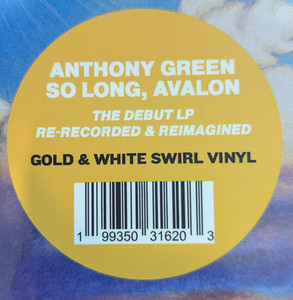 ANTHONY GREEN
SO LONG, AVALON
THE DEBUT LP
RE-RECORDED & REIMAGINED
GOLD & WHITE SWIRL VINYL
1 99350 31620 3